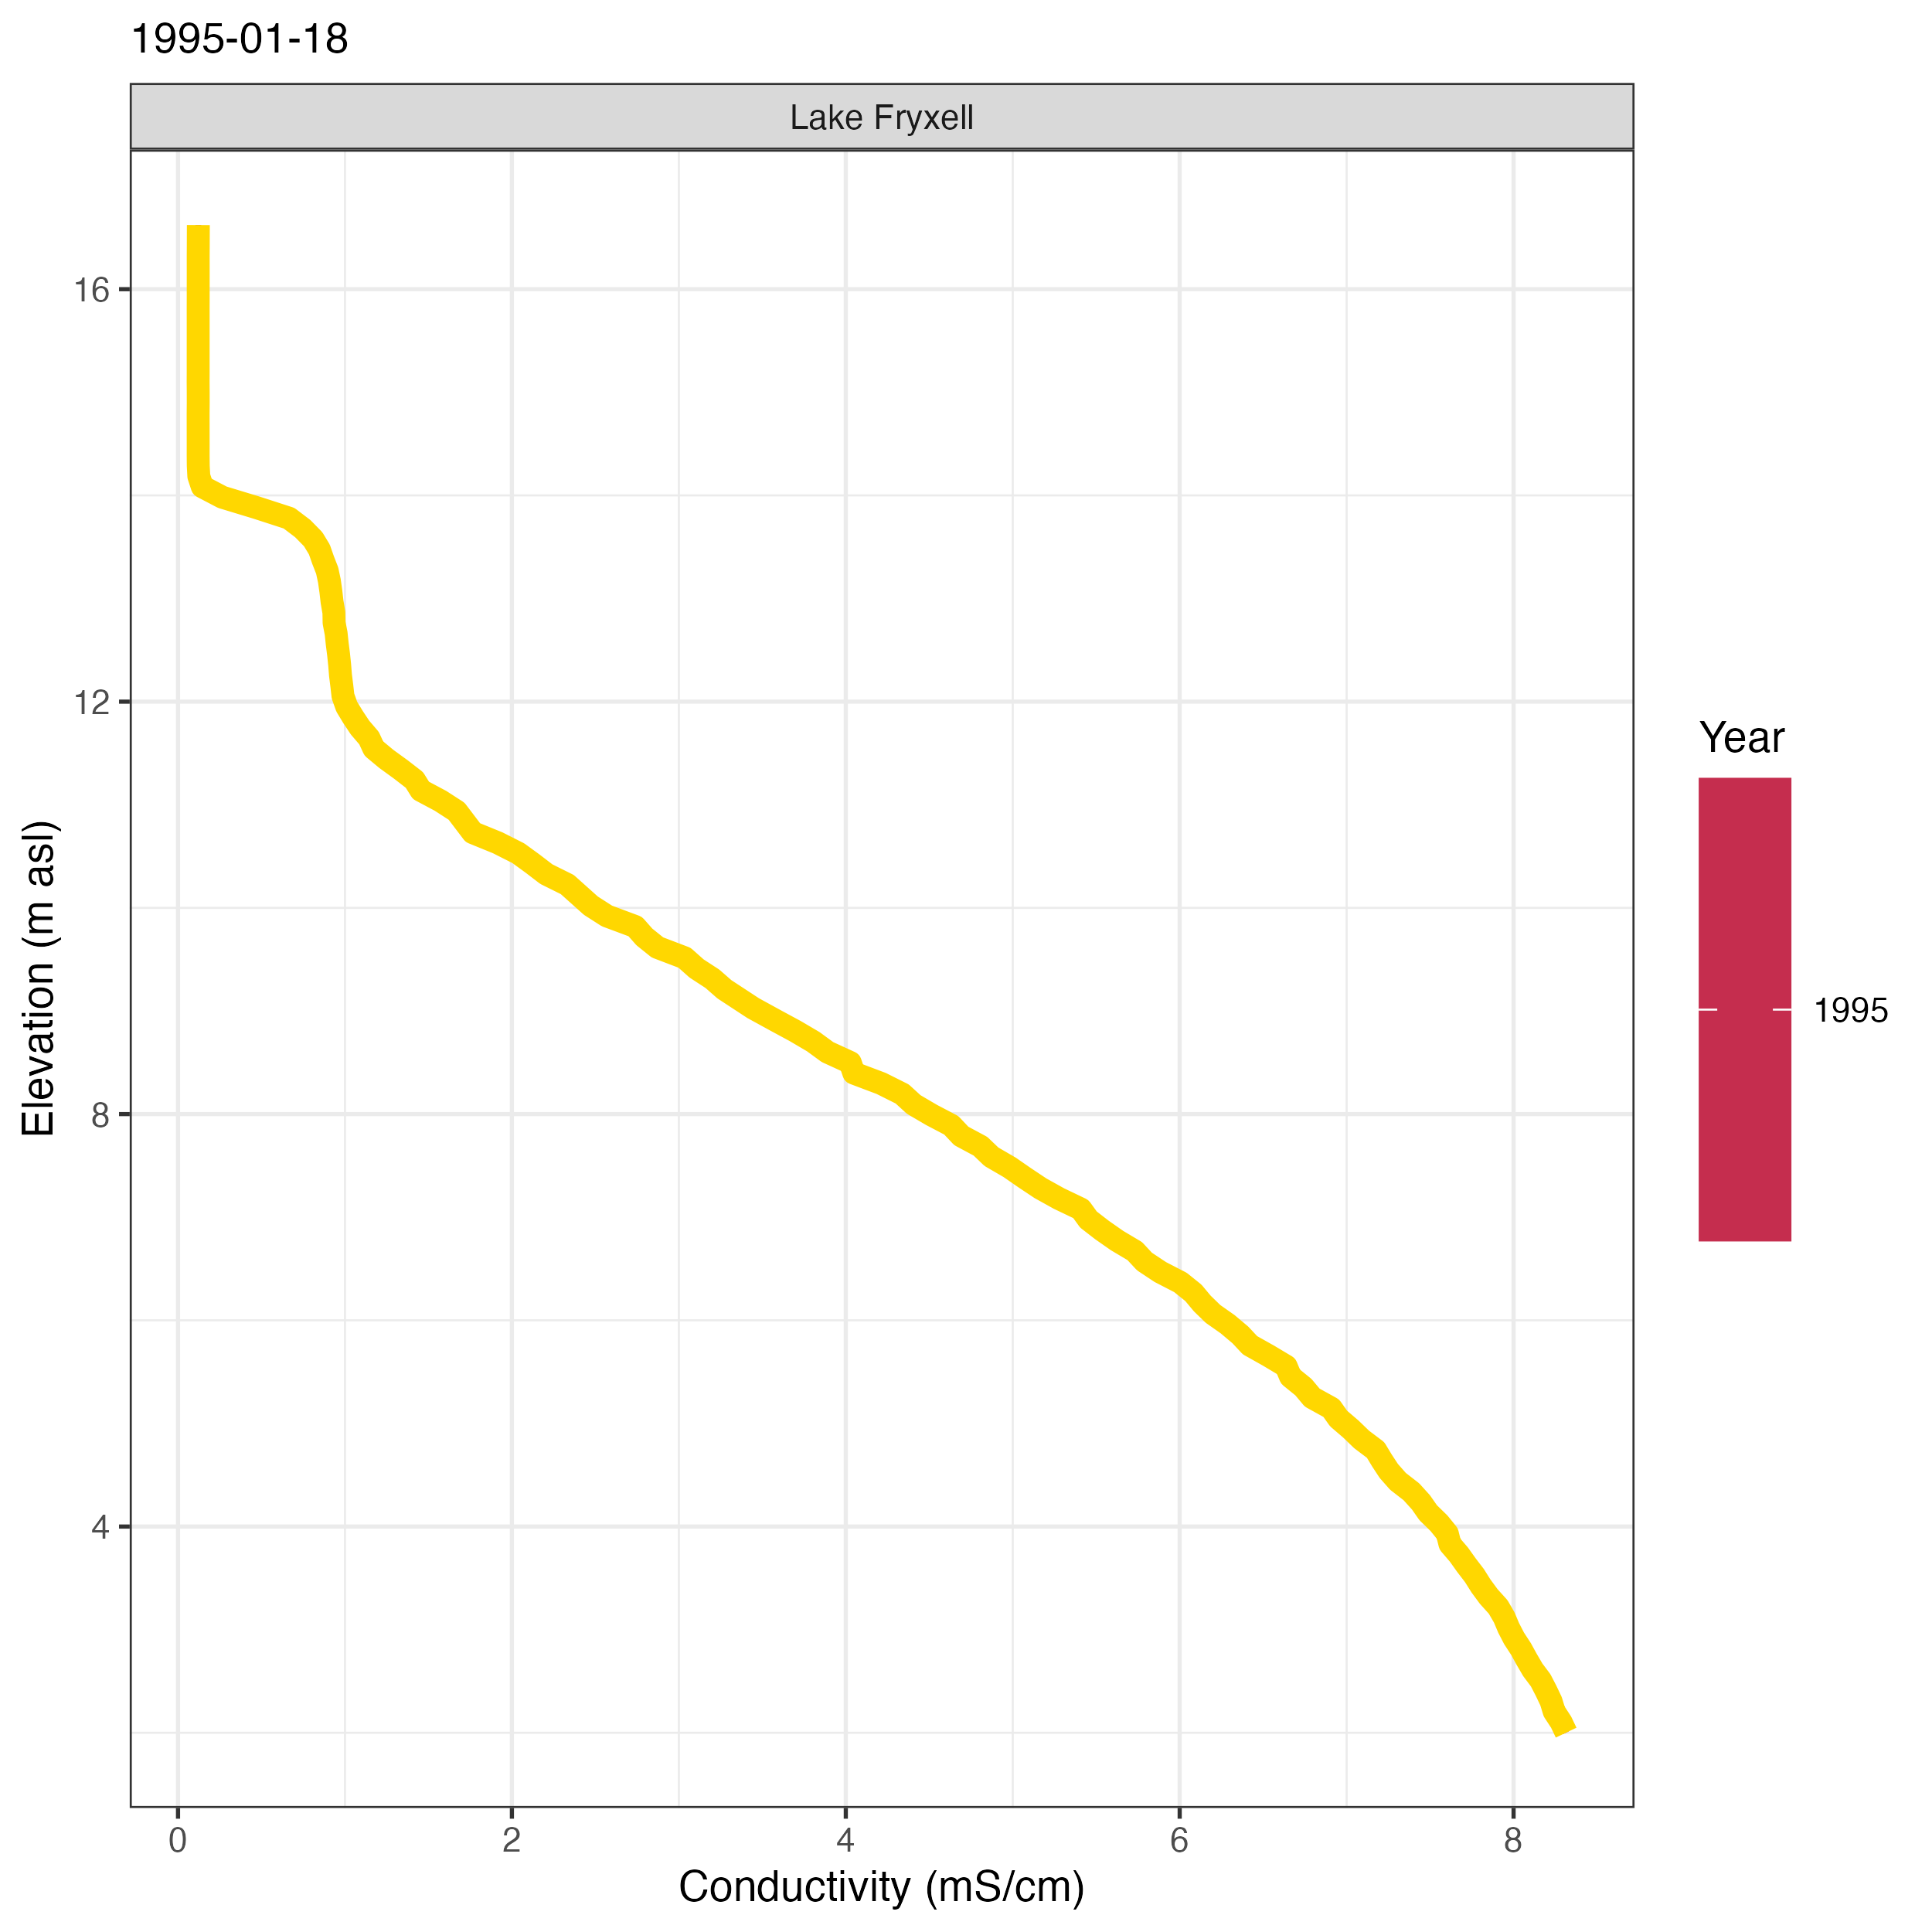 1995-01-18
Lake Fryxell
16
12
8
4
Elevation (m asl)
0 2 4 6 8
Conductivity (mS/cm)
Year
1995